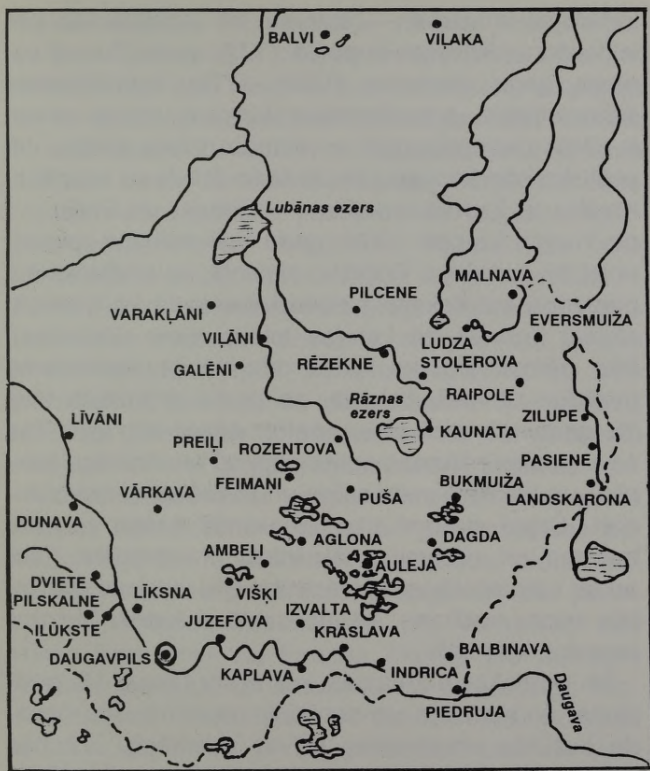 BALVI
VIĻAKA
Lubānas ezers
MALNAVA
PILCENE
VARAKĻĀNI
EVERSMUIŽA
VIĻĀNI
LUDZA
RĒZEKNE
STOĻEROVA
GALĒNI
RAIPOLE
Rāznas
ezers
ZILUPE
LĪVĀNI
KAUNATA
ROZENTOVA
PREIĻI
PASIENE
FEIMAŅI
BUKMUIŽA
PUŠA
LANDSKARONA
VĀRKAVA
DUNAVA
AGLONA
DAGDA
AMBEĻI
AULEJA
DVIETE
PILSKALNE
VIŠĶI
LĪKSNA
IZVALTA
ILŪKSTE
JUZEFOVA
KRĀSLAVA
BALBINAVA
DAUGAVPILS
INDRICA
KAPLAVA
Daugava
PIEDRUJA